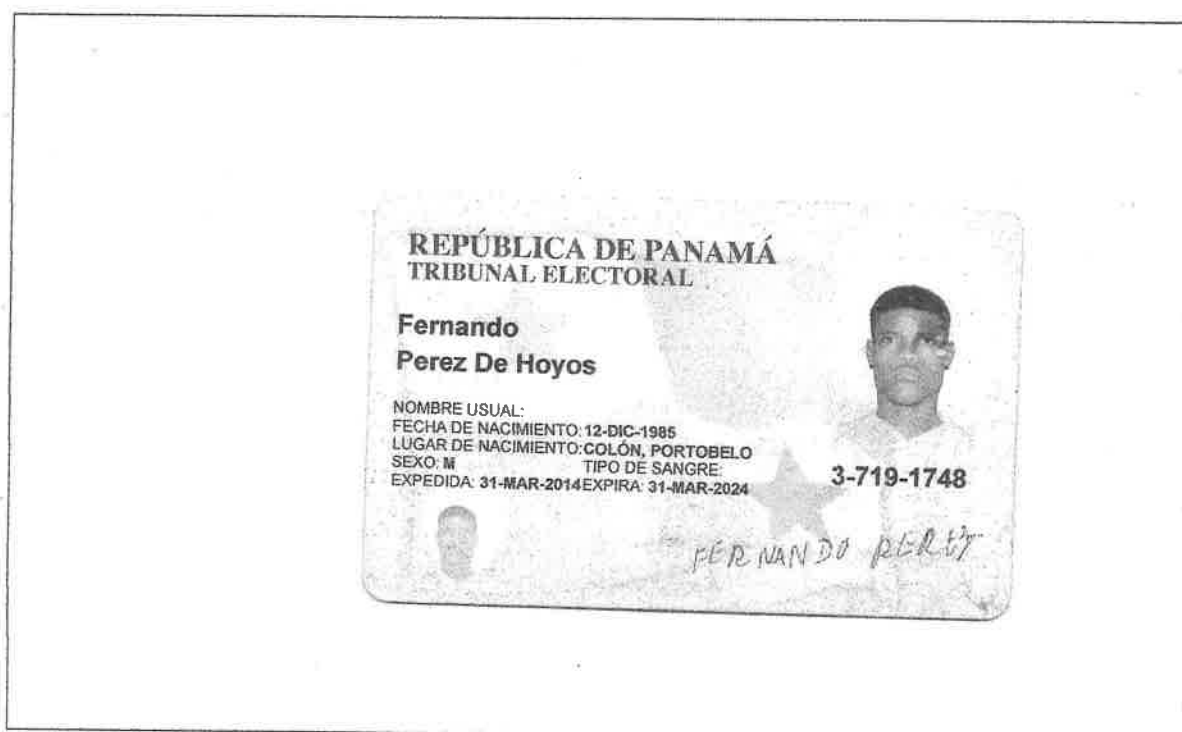 REPÚBLICA DE PANAMÁ
TRIBUNAL ELECTORAL
Fernando
Perez De Hoyos
NOMBRE USUAL:
FECHA DE NACIMIENTO: 12-DIC-1985
LUGAR DE NACIMIENTO: COLÓN, PORTOBELO
SEXO: M TIPO DE SANGRE:
EXPEDIDA: 31-MAR-2014 EXPIRA: 31-MAR-2024
3-719-1748
FERNANDO PEREZ